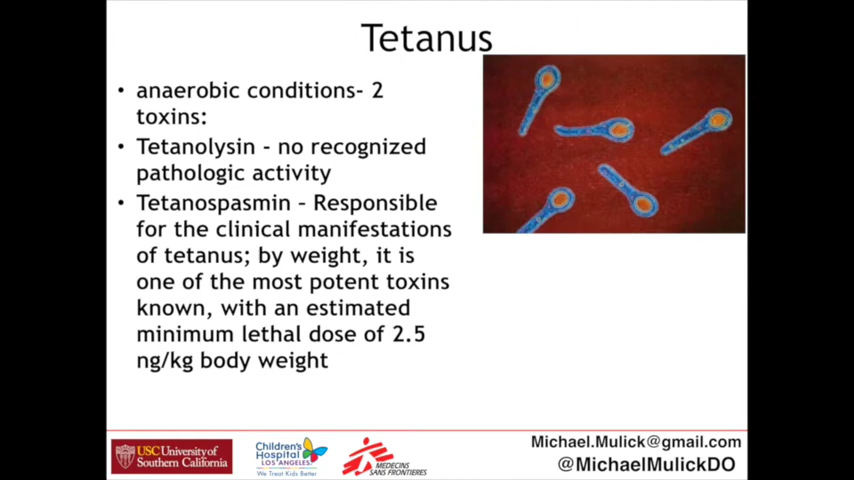 Tetanus
• anaerobic conditions- 2
toxins:
• Tetanolysin - no recognized
pathologic activity
• Tetanospasmin – Responsible
for the clinical manifestations
of tetanus; by weight, it is
one of the most potent toxins
known, with an estimated
minimum lethal dose of 2.5
ng/kg body weight
USC University of
Southern California
Children's
Hospital
LOS ANGELES
We Treat Kids Better
MEDECINS
SANS FRONTIERES
Michael.Mulick@gmail.com
@MichaelMulickDO